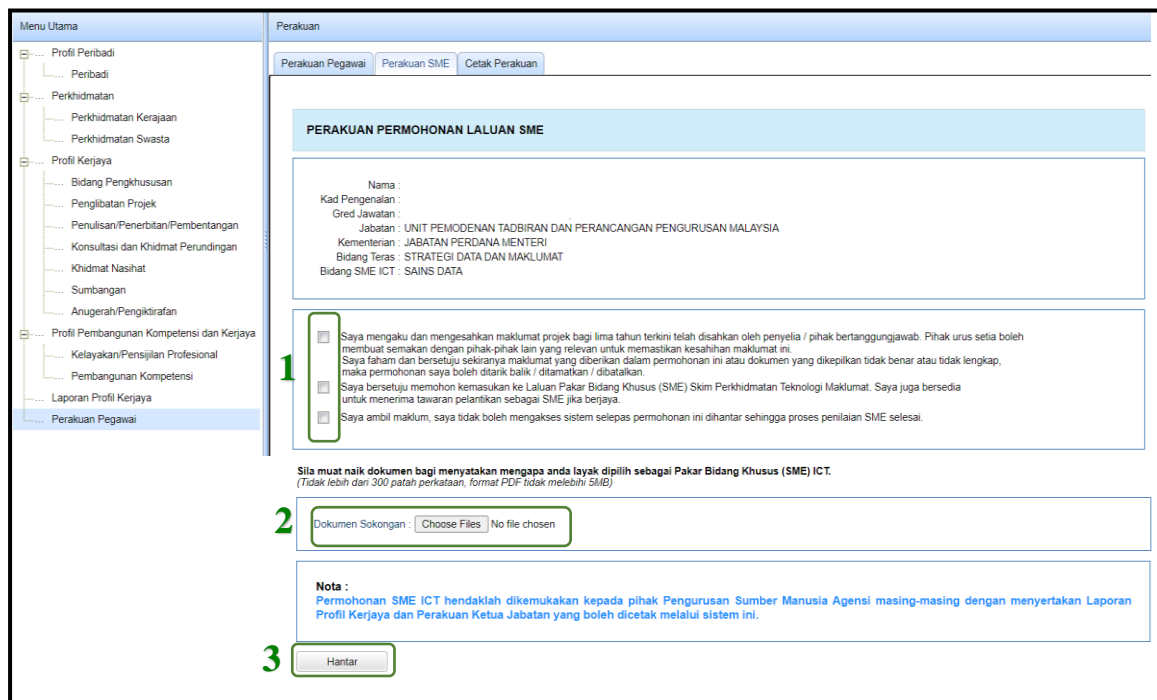 Menu Utama
Profil Peribadi
Peribadi
Perkhidmatan
Perkhidmatan Kerajaan
Perkhidmatan Swasta
Profil Kerjaya
Bidang Pengkhususan
Penglibatan Projek
Penulisan/Penerbitan/Pembentangan
Konsultasi dan Khidmat Perundingan
Khidmat Nasihat
Sumbangan
Anugerah/Pengiktirafan
Profil Pembangunan Kompetensi dan Kerjaya
Kelayakan/Pensijilan Profesional
Pembangunan Kompetensi
Laporan Profil Kerjaya
Perakuan Pegawai
Perakuan
Perakuan Pegawai Perakuan SME Cetak Perakuan
PERAKUAN PERMOHONAN LALUAN SME
Nama :
Kad Pengenalan :
Gred Jawatan :
Jabatan : UNIT PEMODENAN TADBIRAN DAN PERANCANGAN PENGURUSAN MALAYSIA
Kementerian : JABATAN PERDANA MENTERI
Bidang Teras : STRATEGI DATA DAN MAKLUMAT
Bidang SME ICT : SAINS DATA
1
Saya mengaku dan mengesahkan maklumat projek bagi lima tahun terkini telah disahkan oleh penyelia / pihak bertanggungjawab. Pihak urus setia boleh
membuat semakan dengan pihak-pihak lain yang relevan untuk memastikan kesahihan maklumat ini.
Saya faham dan bersetuju sekiranya maklumat yang diberikan dalam permohonan ini atau dokumen yang dikepilkan tidak benar atau tidak lengkap,
maka permohonan saya boleh ditarik balik / ditamatkan / dibatalkan.
Saya bersetuju memohon kemasukan ke Laluan Pakar Bidang Khusus (SME) Skim Perkhidmatan Teknologi Maklumat. Saya juga bersedia
untuk menerima tawaran pelantikan sebagai SME jika berjaya.
Saya ambil maklum, saya tidak boleh mengakses sistem selepas permohonan ini dihantar sehingga proses penilaian SME selesai.
Sila muat naik dokumen bagi menyatakan mengapa anda layak dipilih sebagai Pakar Bidang Khusus (SME) ICT.
(Tidak lebih dari 300 patah perkataan, format PDF tidak melebihi 5MB)
2
Dokumen Sokongan : Choose Files No file chosen
Nota :
Permohonan SME ICT hendaklah dikemukakan kepada pihak Pengurusan Sumber Manusia Agensi masing-masing dengan menyertakan Laporan
Profil Kerjaya dan Perakuan Ketua Jabatan yang boleh dicetak melalui sistem ini.
3
Hantar